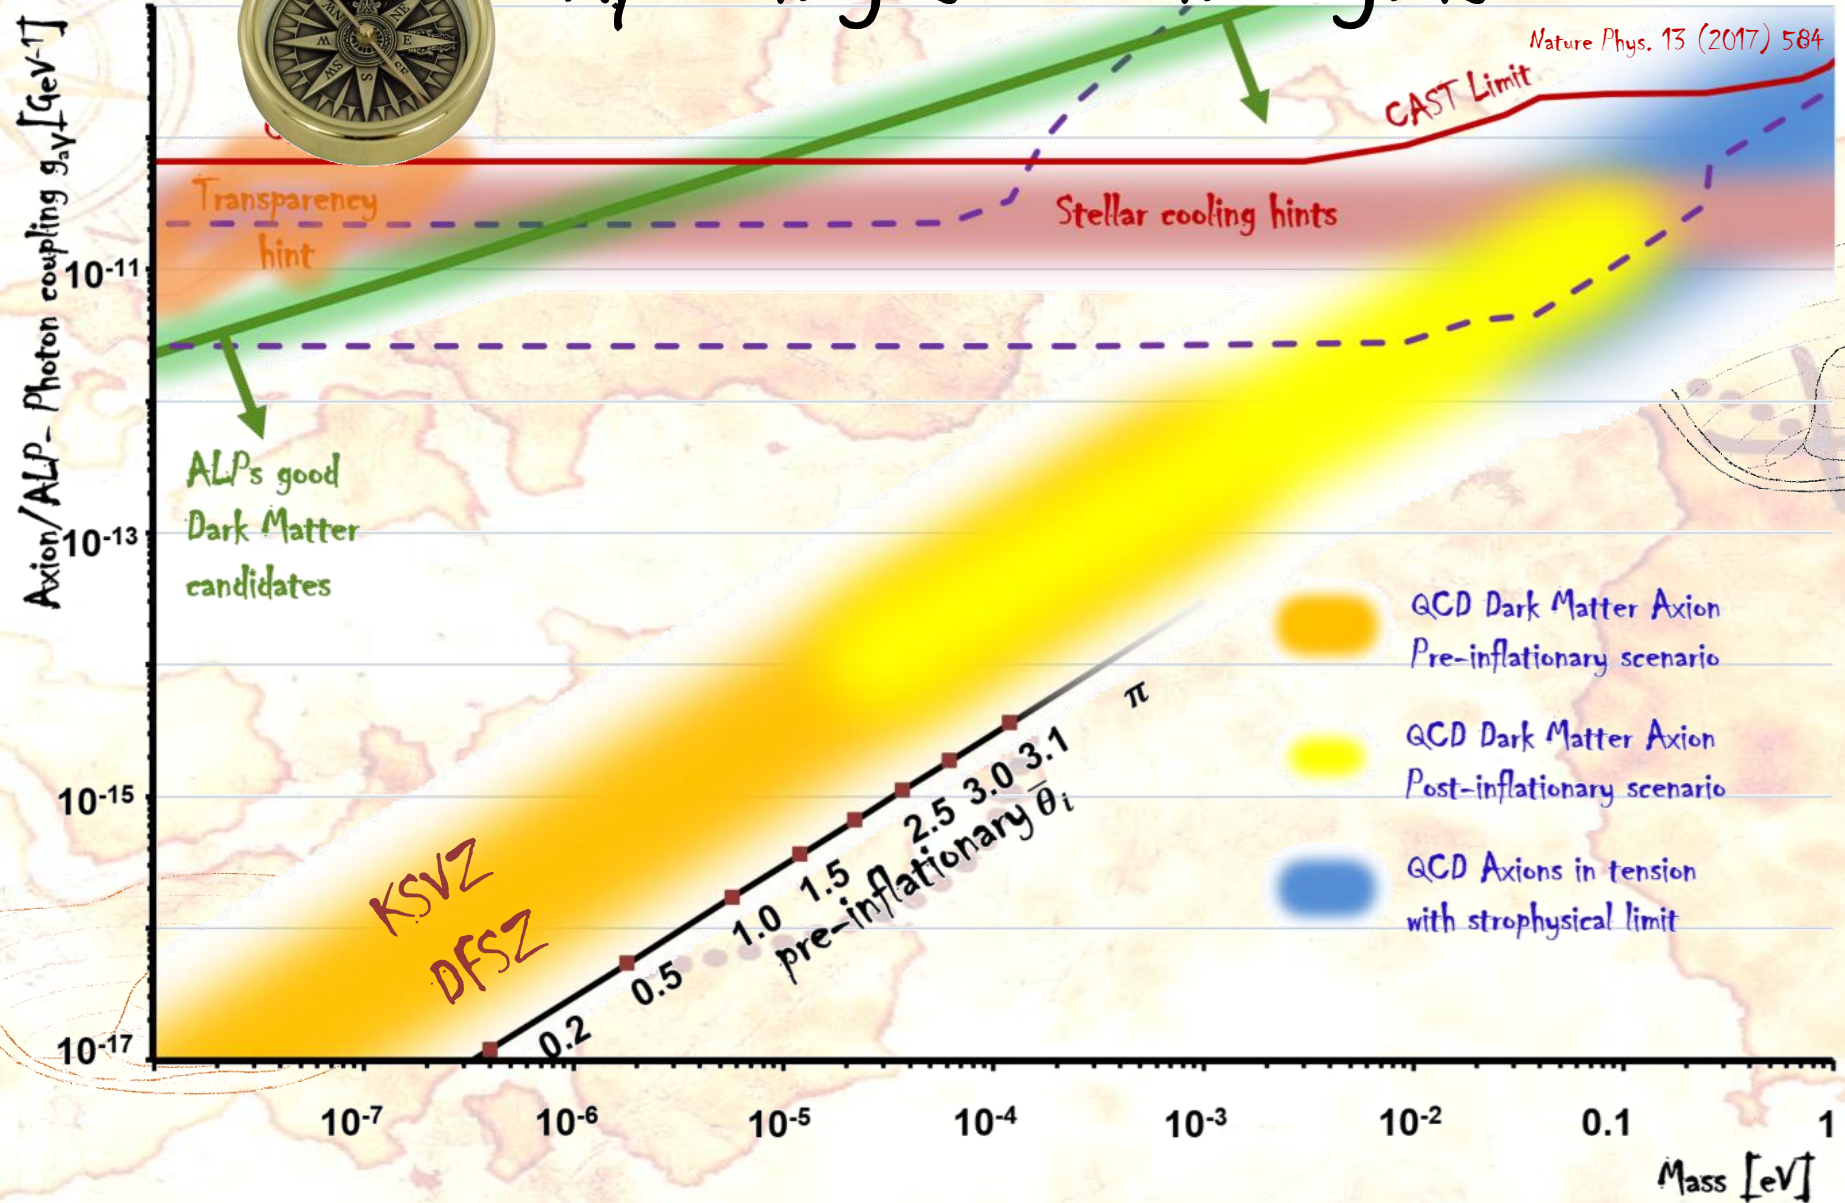 Nature Phys. 13 (2017) 584
CAST Limit
Transparency
hint
Stellar cooling hints
Axion/ALP- Photon coupling gaγ[GeV-1]
10-11
10-13
10-15
10-17
ALPs good
Dark Matter
candidates
QCD Dark Matter Axion
Pre-inflationary scenario
QCD Dark Matter Axion
Post-inflationary scenario
QCD Axions in tension
with strophysical limit
KSVZ
DFSZ
0.2
0.5
1.0
1.5
2.5
3.0
3.1
π
pre-inflationary θ̅i
10-7
10-6
10-5
10-4
10-3
10-2
0.1
1
Mass [eV]